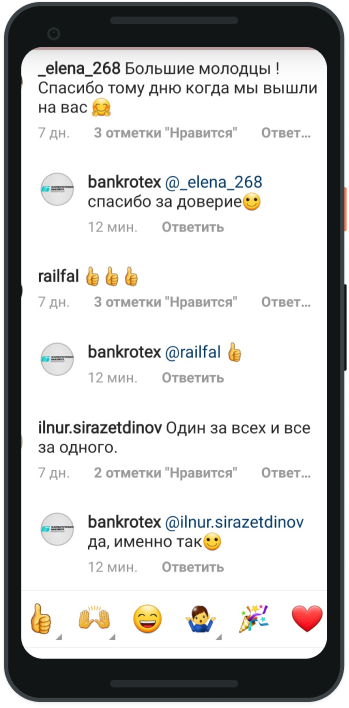 _elena_268 Большие молодцы !
Спасибо тому дню когда мы вышли
на вас 🤗
7 дн. 3 отметки "Нравится" Ответ...
bankrotex @_elena_268
спасибо за доверие🙂
12 мин. Ответить
railfal 👍👍👍
7 дн. 3 отметки "Нравится" Ответ...
bankrotex @railfal 👍
12 мин. Ответить
ilnur.sirazetdinov Один за всех и все
за одного.
7 дн. 2 отметки "Нравится" Ответ...
bankrotex @ilnur.sirazetdinov
да, именно так🙂
12 мин. Ответить